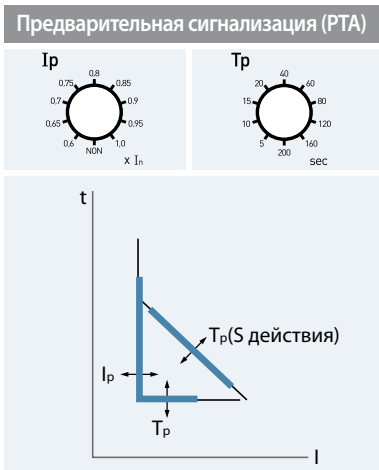 Предварительная сигнализация (PTA)
Ip
0,8
0,75
0,85
0,7
0,9
0,65
0,95
0,6
NON
1,0
x In
Tp
40
20
60
15
80
10
120
5
200
160
sec
t
Tp(S действия)
Ip
Tp
I